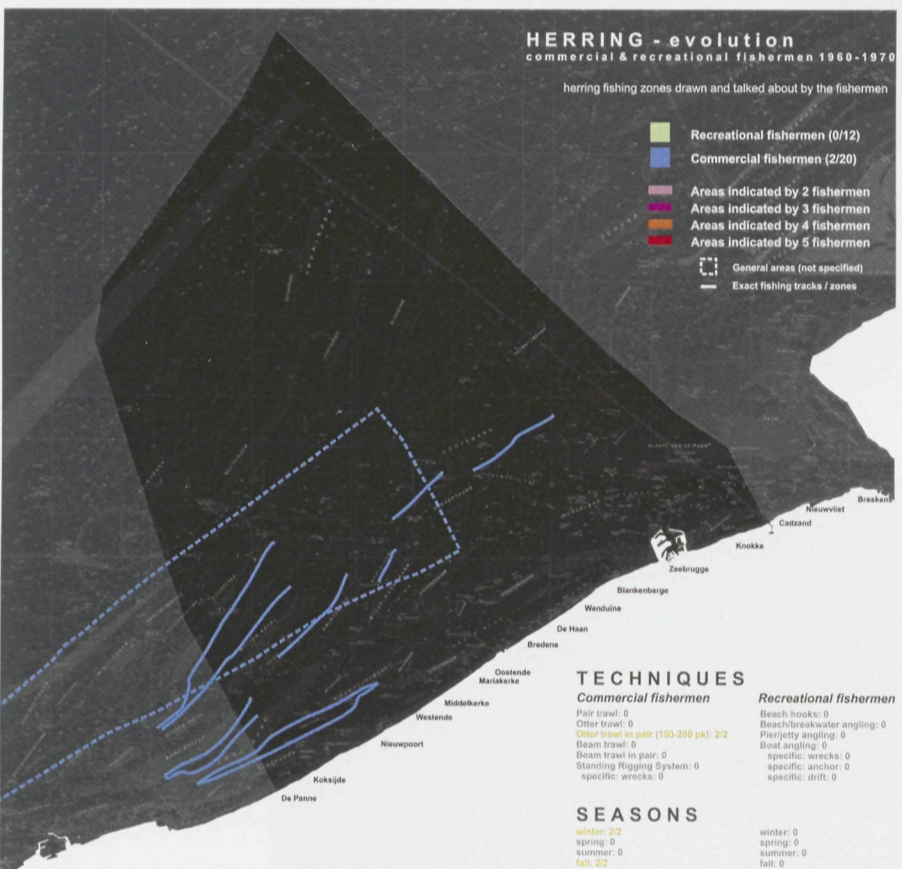 HERRING - evolution
commercial & recreational fishermen 1960-1970
herring fishing zones drawn and talked about by the fishermen
Recreational fishermen (0/12)
Commercial fishermen (2/20)
Areas indicated by 2 fishermen
Areas indicated by 3 fishermen
Areas indicated by 4 fishermen
Areas indicated by 5 fishermen
General areas (not specified)
Exact fishing tracks / zones
Breskens
Nieuwvliet
Cadzand
Knokke
Zeebrugge
Blankenberge
Wenduine
De Haan
Bredene
Oostende
Mariakerke
Middelkerke
Westende
Nieuwpoort
Koksijde
De Panne
TECHNIQUES
Commercial fishermen
Pair trawl: 0
Otter trawl: 0
Otter trawl in pair (150-200 pk): 2/2
Beam trawl: 0
Beam trawl in pair: 0
Standing Rigging System: 0
specific: wrecks: 0
Recreational fishermen
Beach hooks: 0
Beach/breakwater angling: 0
Pier/jetty angling: 0
Boat angling: 0
specific: wrecks: 0
specific: anchor: 0
specific: drift: 0
SEASONS
winter: 2/2
spring: 0
summer: 0
fall: 2/2
winter: 0
spring: 0
summer: 0
fall: 0